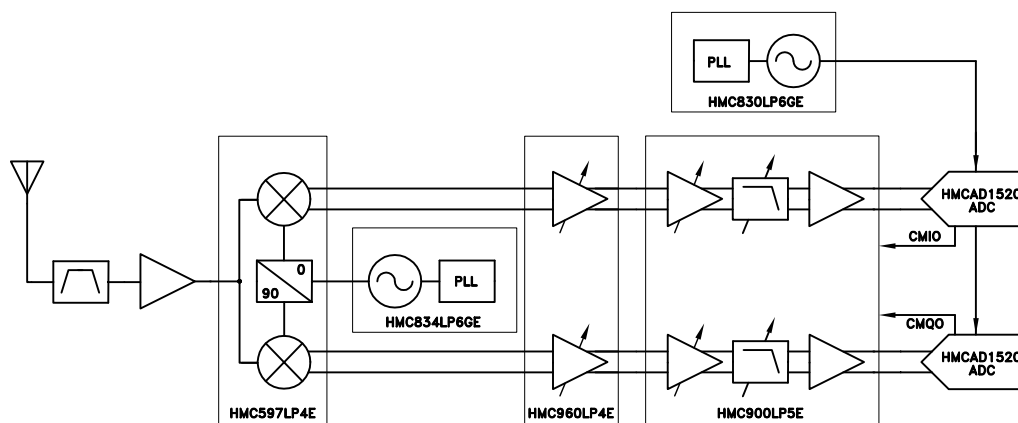 PLL
HMC830LP6GE
HMCAD1520
ADC
CMIO
0
90
PLL
HMC834LP6GE
CMQO
HMCAD1520
ADC
HMC597LP4E
HMC960LP4E
HMC900LP5E